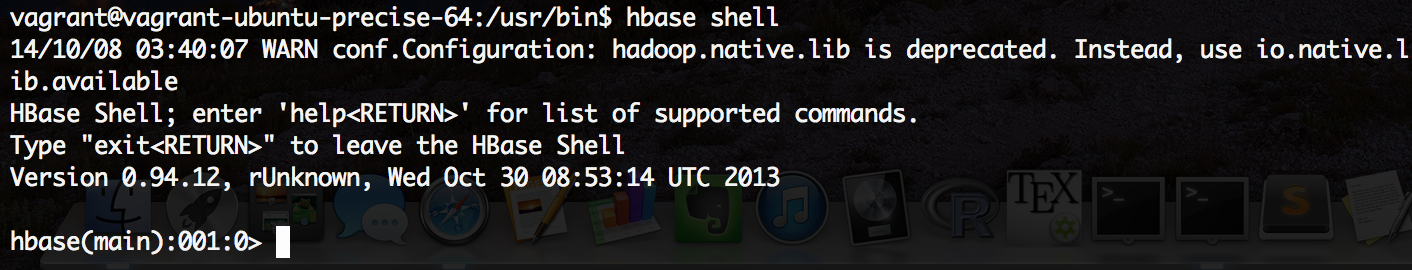 vagrant@vagrant-ubuntu-precise-64:/usr/bin$ hbase shell
14/10/08 03:40:07 WARN conf.Configuration: hadoop.native.lib is deprecated. Instead, use io.native.l
ib.available
HBase Shell; enter 'help<RETURN>' for list of supported commands.
Type "exit<RETURN>" to leave the HBase Shell
Version 0.94.12, rUnknown, Wed Oct 30 08:53:14 UTC 2013
TEX
>_
>_
S
R
hbase(main):001:0>